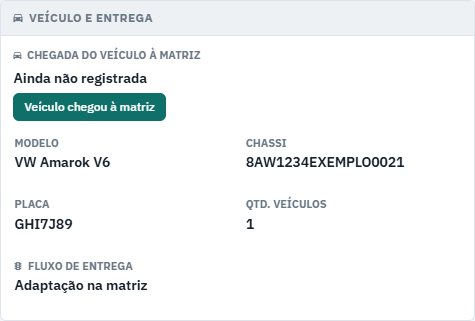 VEÍCULO E ENTREGA
CHEGADA DO VEÍCULO À MATRIZ
Ainda não registrada
Veículo chegou à matriz
MODELO
VW Amarok V6
CHASSI
8AW1234EXEMPLO0021
PLACA
GHI7J89
QTD. VEÍCULOS
1
FLUXO DE ENTREGA
Adaptação na matriz